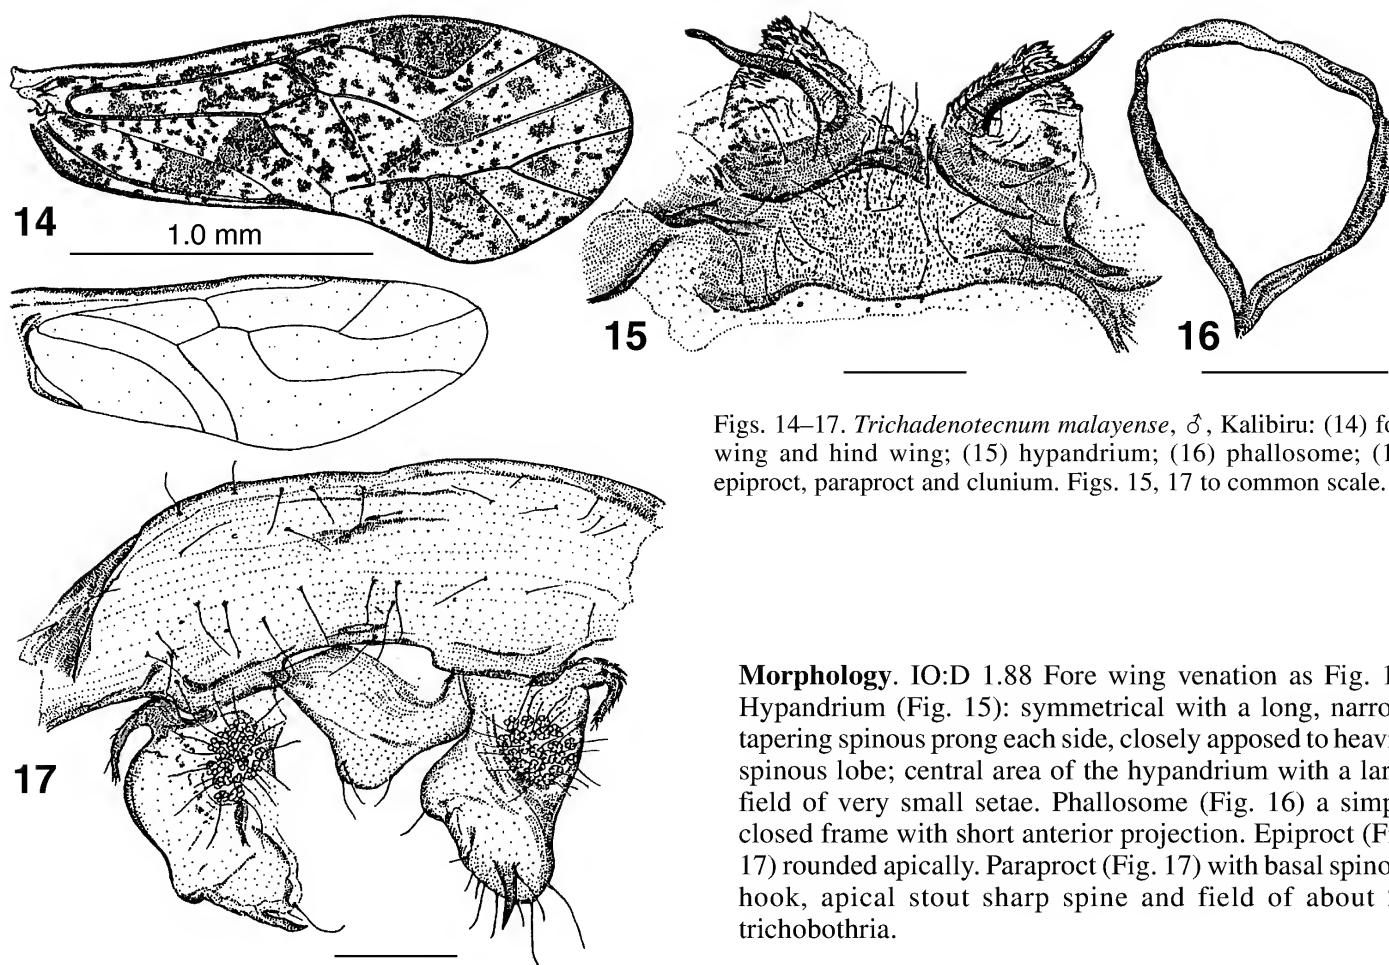 14
1.0 mm
15
16
Figs. 14–17. Trichadenotecnum malayense, ♂, Kalibiru: (14) fo
wing and hind wing; (15) hypandrium; (16) phallosome; (1
epiproct, paraproct and clunium. Figs. 15, 17 to common scale.
17
Morphology. IO:D 1.88 Fore wing venation as Fig. 1
Hypandrium (Fig. 15): symmetrical with a long, narro
tapering spinous prong each side, closely apposed to heavi
spinous lobe; central area of the hypandrium with a lar
field of very small setae. Phallosome (Fig. 16) a simp
closed frame with short anterior projection. Epiproct (Fi
17) rounded apically. Paraproct (Fig. 17) with basal spino
hook, apical stout sharp spine and field of about
trichobothria.